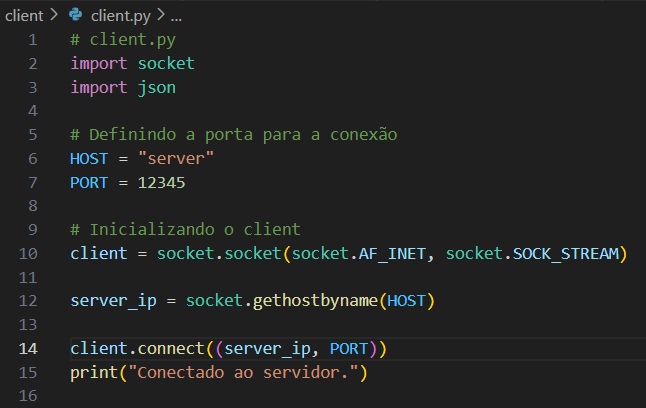 client > client.py > ...
1 # client.py
2 import socket
3 import json
4
5 # Definindo a porta para a conexão
6 HOST = "server"
7 PORT = 12345
8
9 # Inicializando o client
10 client = socket.socket(socket.AF_INET, socket.SOCK_STREAM)
11
12 server_ip = socket.gethostbyname(HOST)
13
14 client.connect((server_ip, PORT))
15 print("Conectado ao servidor.")
16